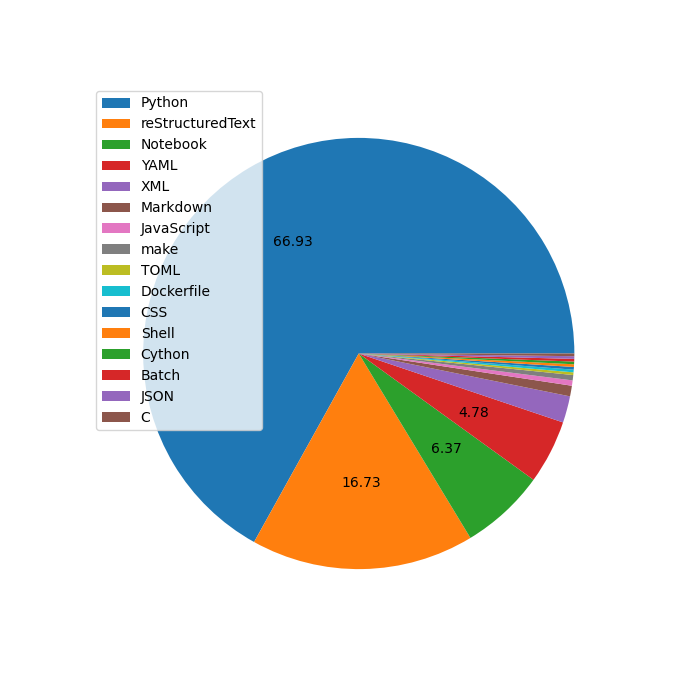 Python
reStructuredText
Notebook
YAML
XML
Markdown
JavaScript
make
TOML
Dockerfile
CSS
Shell
Cython
Batch
JSON
C
66.93
16.73
6.37
4.78